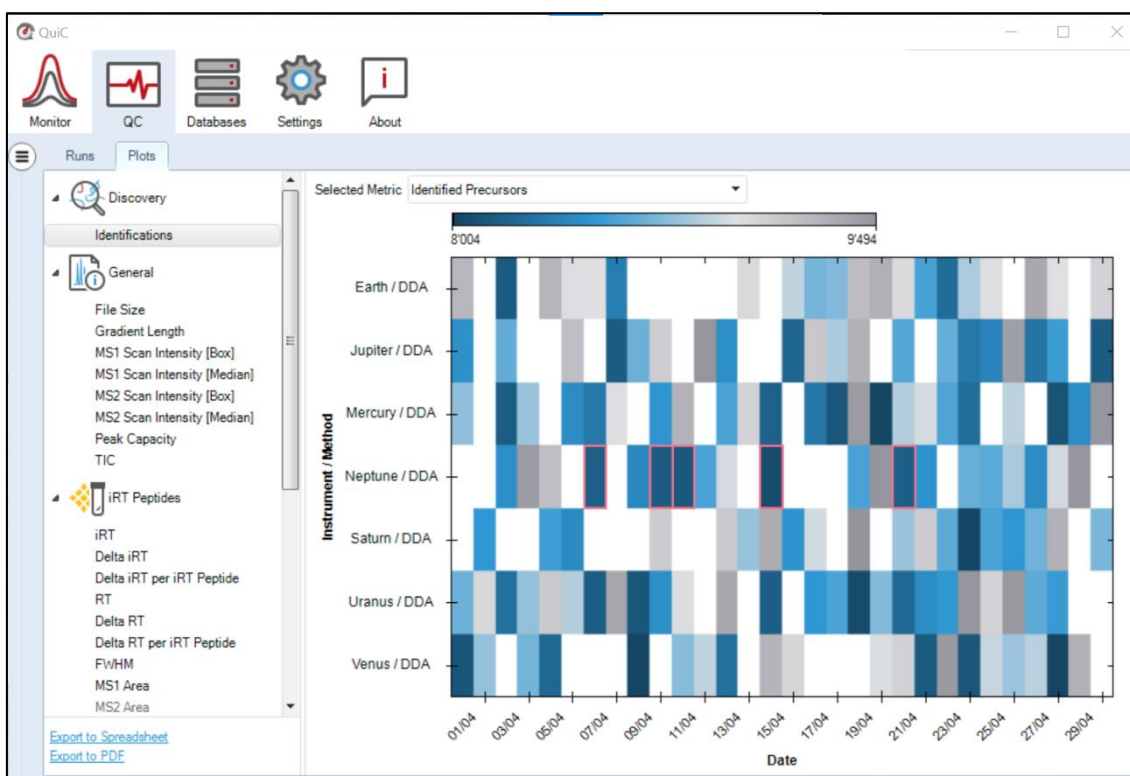 QuiC
Monitor QC Databases Settings About
Runs Plots
Discovery
Identifications
General
File Size
Gradient Length
MS1 Scan Intensity [Box]
MS1 Scan Intensity [Median]
MS2 Scan Intensity [Box]
MS2 Scan Intensity [Median]
Peak Capacity
TIC
iRT Peptides
iRT
Delta iRT
Delta iRT per iRT Peptide
RT
Delta RT
Delta RT per iRT Peptide
FWHM
MS1 Area
MS2 Area
Export to Spreadsheet
Export to PDF
Selected Metric Identified Precursors
8'004 9'494
Instrument / Method
Earth / DDA
Jupiter / DDA
Mercury / DDA
Neptune / DDA
Saturn / DDA
Uranus / DDA
Venus / DDA
01/04 03/04 05/04 07/04 09/04 11/04 13/04 15/04 17/04 19/04 21/04 23/04 25/04 27/04 29/04
Date